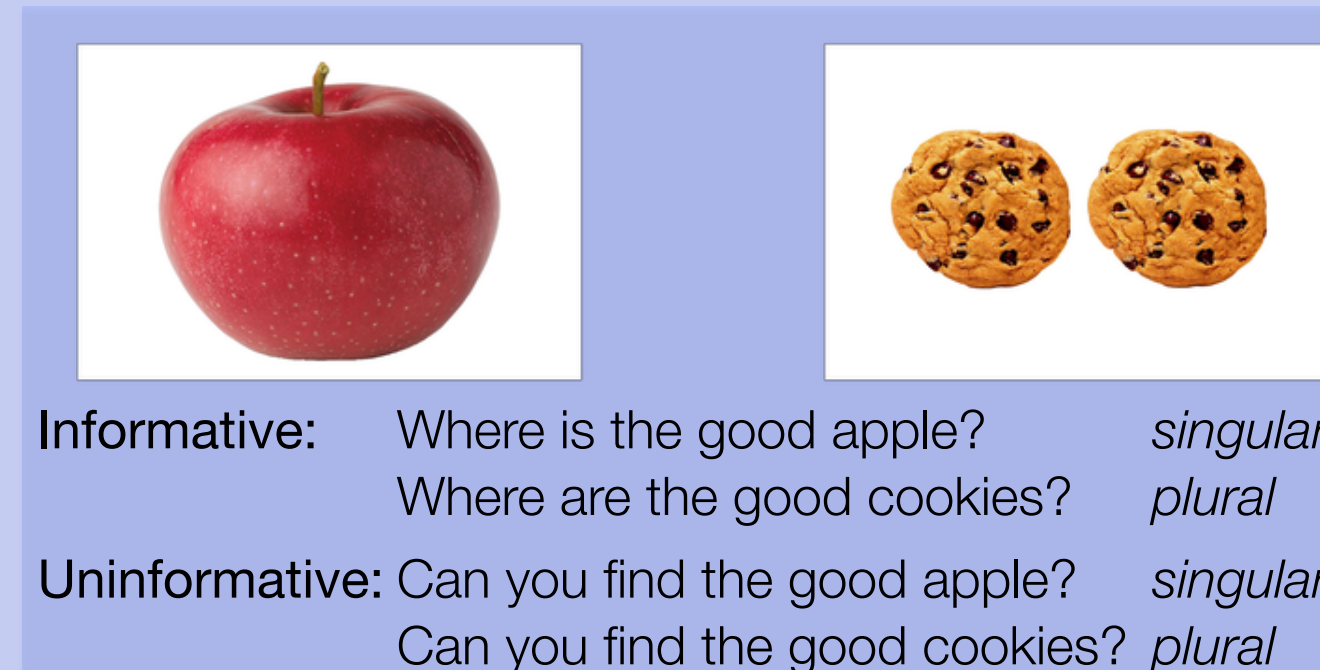 Informative: Where is the good apple? singular
Where are the good cookies? plural
Uninformative: Can you find the good apple? singular
Can you find the good cookies? plural